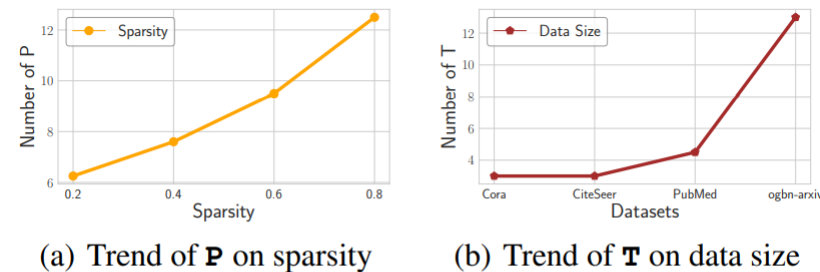 Sparsity
Number of P
12
10
8
6
0.2 0.4 0.6 0.8
Sparsity
(a) Trend of P on sparsity
Data Size
Number of T
12
10
8
6
4
Cora CiteSeer PubMed ogbn-arxiv
Datasets
(b) Trend of T on data size